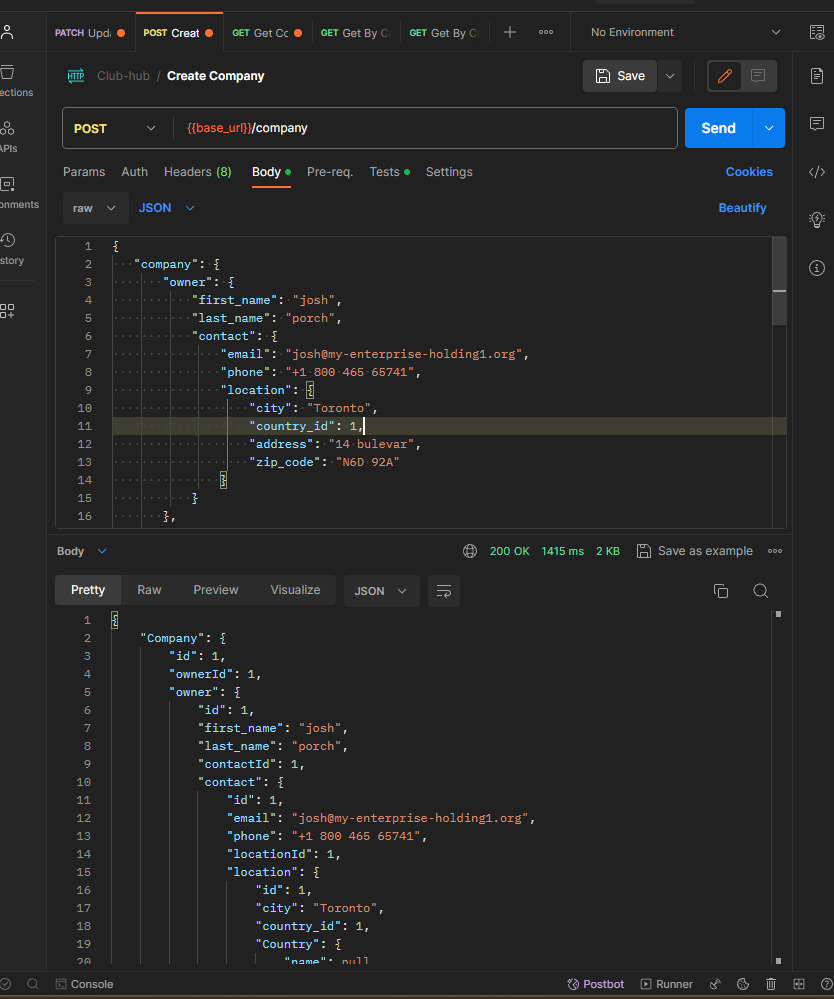 PATCH Upda
POST Creat
GET Get Co
GET Get By C
GET Get By C
No Environment
Club-hub / Create Company
Save
ections
APIs
onments
story
POST
{{base_url}}/company
Send
Params Auth Headers (8) Body Pre-req. Tests Settings Cookies
raw JSON Beautify
1 {
2 "company": {
3 "owner": {
4 "first_name": "josh",
5 "last_name": "porch",
6 "contact": {
7 "email": "josh@my-enterprise-holding1.org",
8 "phone": "+1 800 465 65741",
9 "location": {
10 "city": "Toronto",
11 "country_id": 1,
12 "address": "14 bulevar",
13 "zip_code": "N6D 92A"
14 }
15 }
16 },
Body 200 OK 1415 ms 2 KB Save as example
Pretty Raw Preview Visualize JSON
1 {
2 "Company": {
3 "id": 1,
4 "ownerId": 1,
5 "owner": {
6 "id": 1,
7 "first_name": "josh",
8 "last_name": "porch",
9 "contactId": 1,
10 "contact": {
11 "id": 1,
12 "email": "josh@my-enterprise-holding1.org",
13 "phone": "+1 800 465 65741",
14 "locationId": 1,
15 "location": {
16 "id": 1,
17 "city": "Toronto",
18 "country_id": 1,
19 "Country": {
20 "name": null
Console Postbot Runner